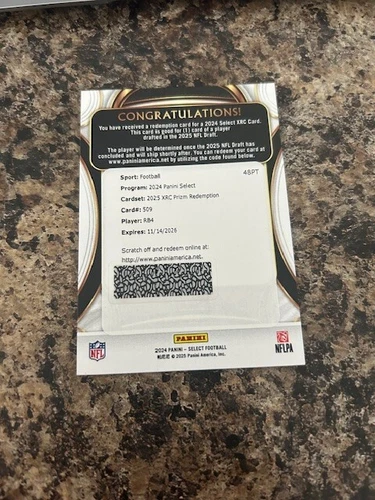 CONGRATULATIONS!
You have received a redemption card for a 2024 Select XRC Card.
This card is good for (1) card of a player
drafted in the 2025 NFL Draft.
The player will be determined once the 2025 NFL Draft has
concluded and will ship shortly after. You can redeem your card at
www.paniniamerica.net by utilizing the code found below.
Sport: Football
4BPT
Program: 2024 Panini Select
Cardset: 2025 XRC Prizm Redemption
Card#: 509
Player: RB4
Expires: 11/14/2026
Scratch off and redeem online at:
http://www.paniniamerica.net.
PANINI
NFL
2024 PANINI - SELECT FOOTBALL
© 2025 Panini America, Inc.
NFLPA